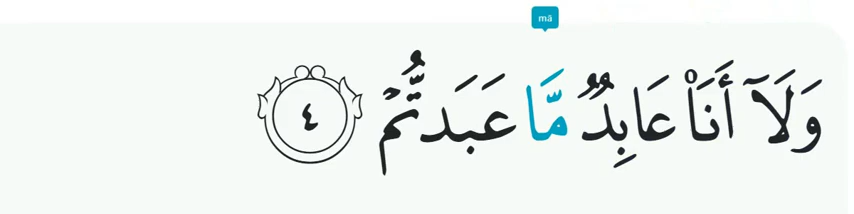 mā
وَلَآ أَنَا۠ عَابِدٌۭ مَّا عَبَدتُّمْ ٤